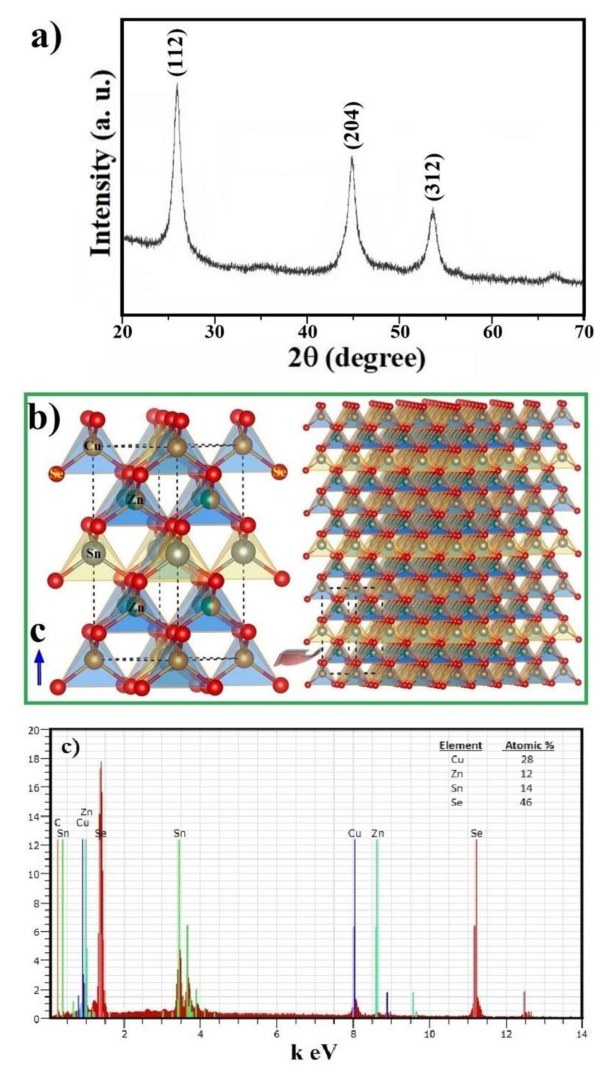 a)
Intensity (a. u.)
(112)
(204)
(312)
20 30 40 50 60 70
2θ (degree)
b)
Cu
Se Se
Zn
Sn
Zn
c
c)
Element Atomic %
Cu 28
Zn 12
Sn 14
Se 46
20
18
16
14
12
10
8
6
4
2
0
C
Sn
Zn
Cu
Se
Sn
Cu
Zn
Se
2 4 6 8 10 12 14
k eV